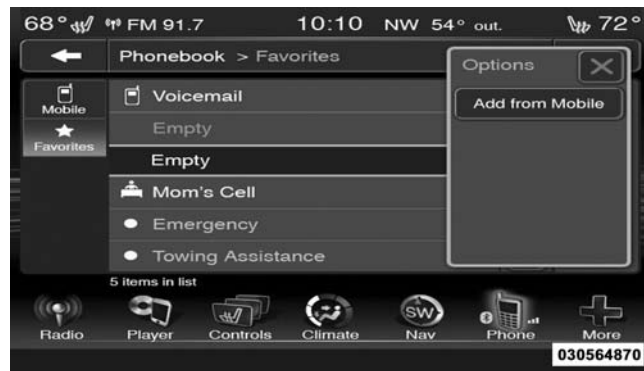 68° FM 91.7 10:10 NW 54° out. 72°
Phonebook > Favorites
Options
Mobile
Voicemail
Add from Mobile
Favorites
Empty
Empty
Mom's Cell
Emergency
Towing Assistance
5 items in list
SW
Radio Player Controls Climate Nav Phone More
030564870